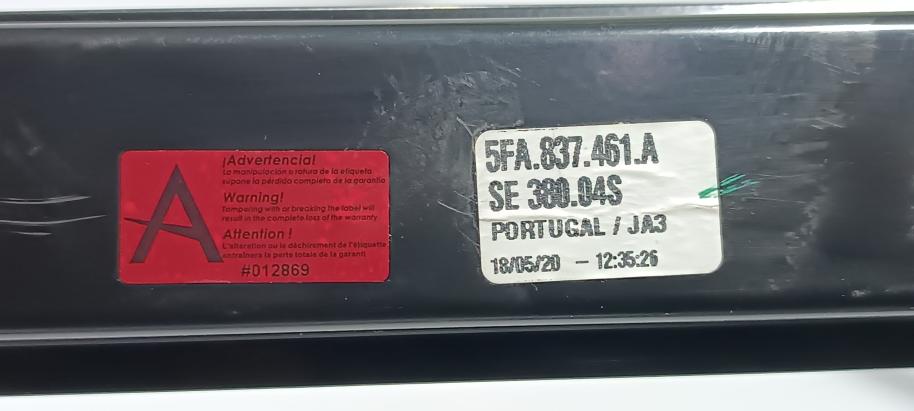 A
¡Advertencia!
La manipulación o rotura de la etiqueta
supone la pérdida completa de la garantía
Warning!
Tampering with or breaking the label will
result in the complete loss of the warranty
Attention !
L'alteration ou le déchirement de l'étiquette
entraînera la perte totale de la garanti
#012869
5FA.837.461.A
SE 380.04S
PORTUGAL / JA3
18/05/20 - 12:35:26